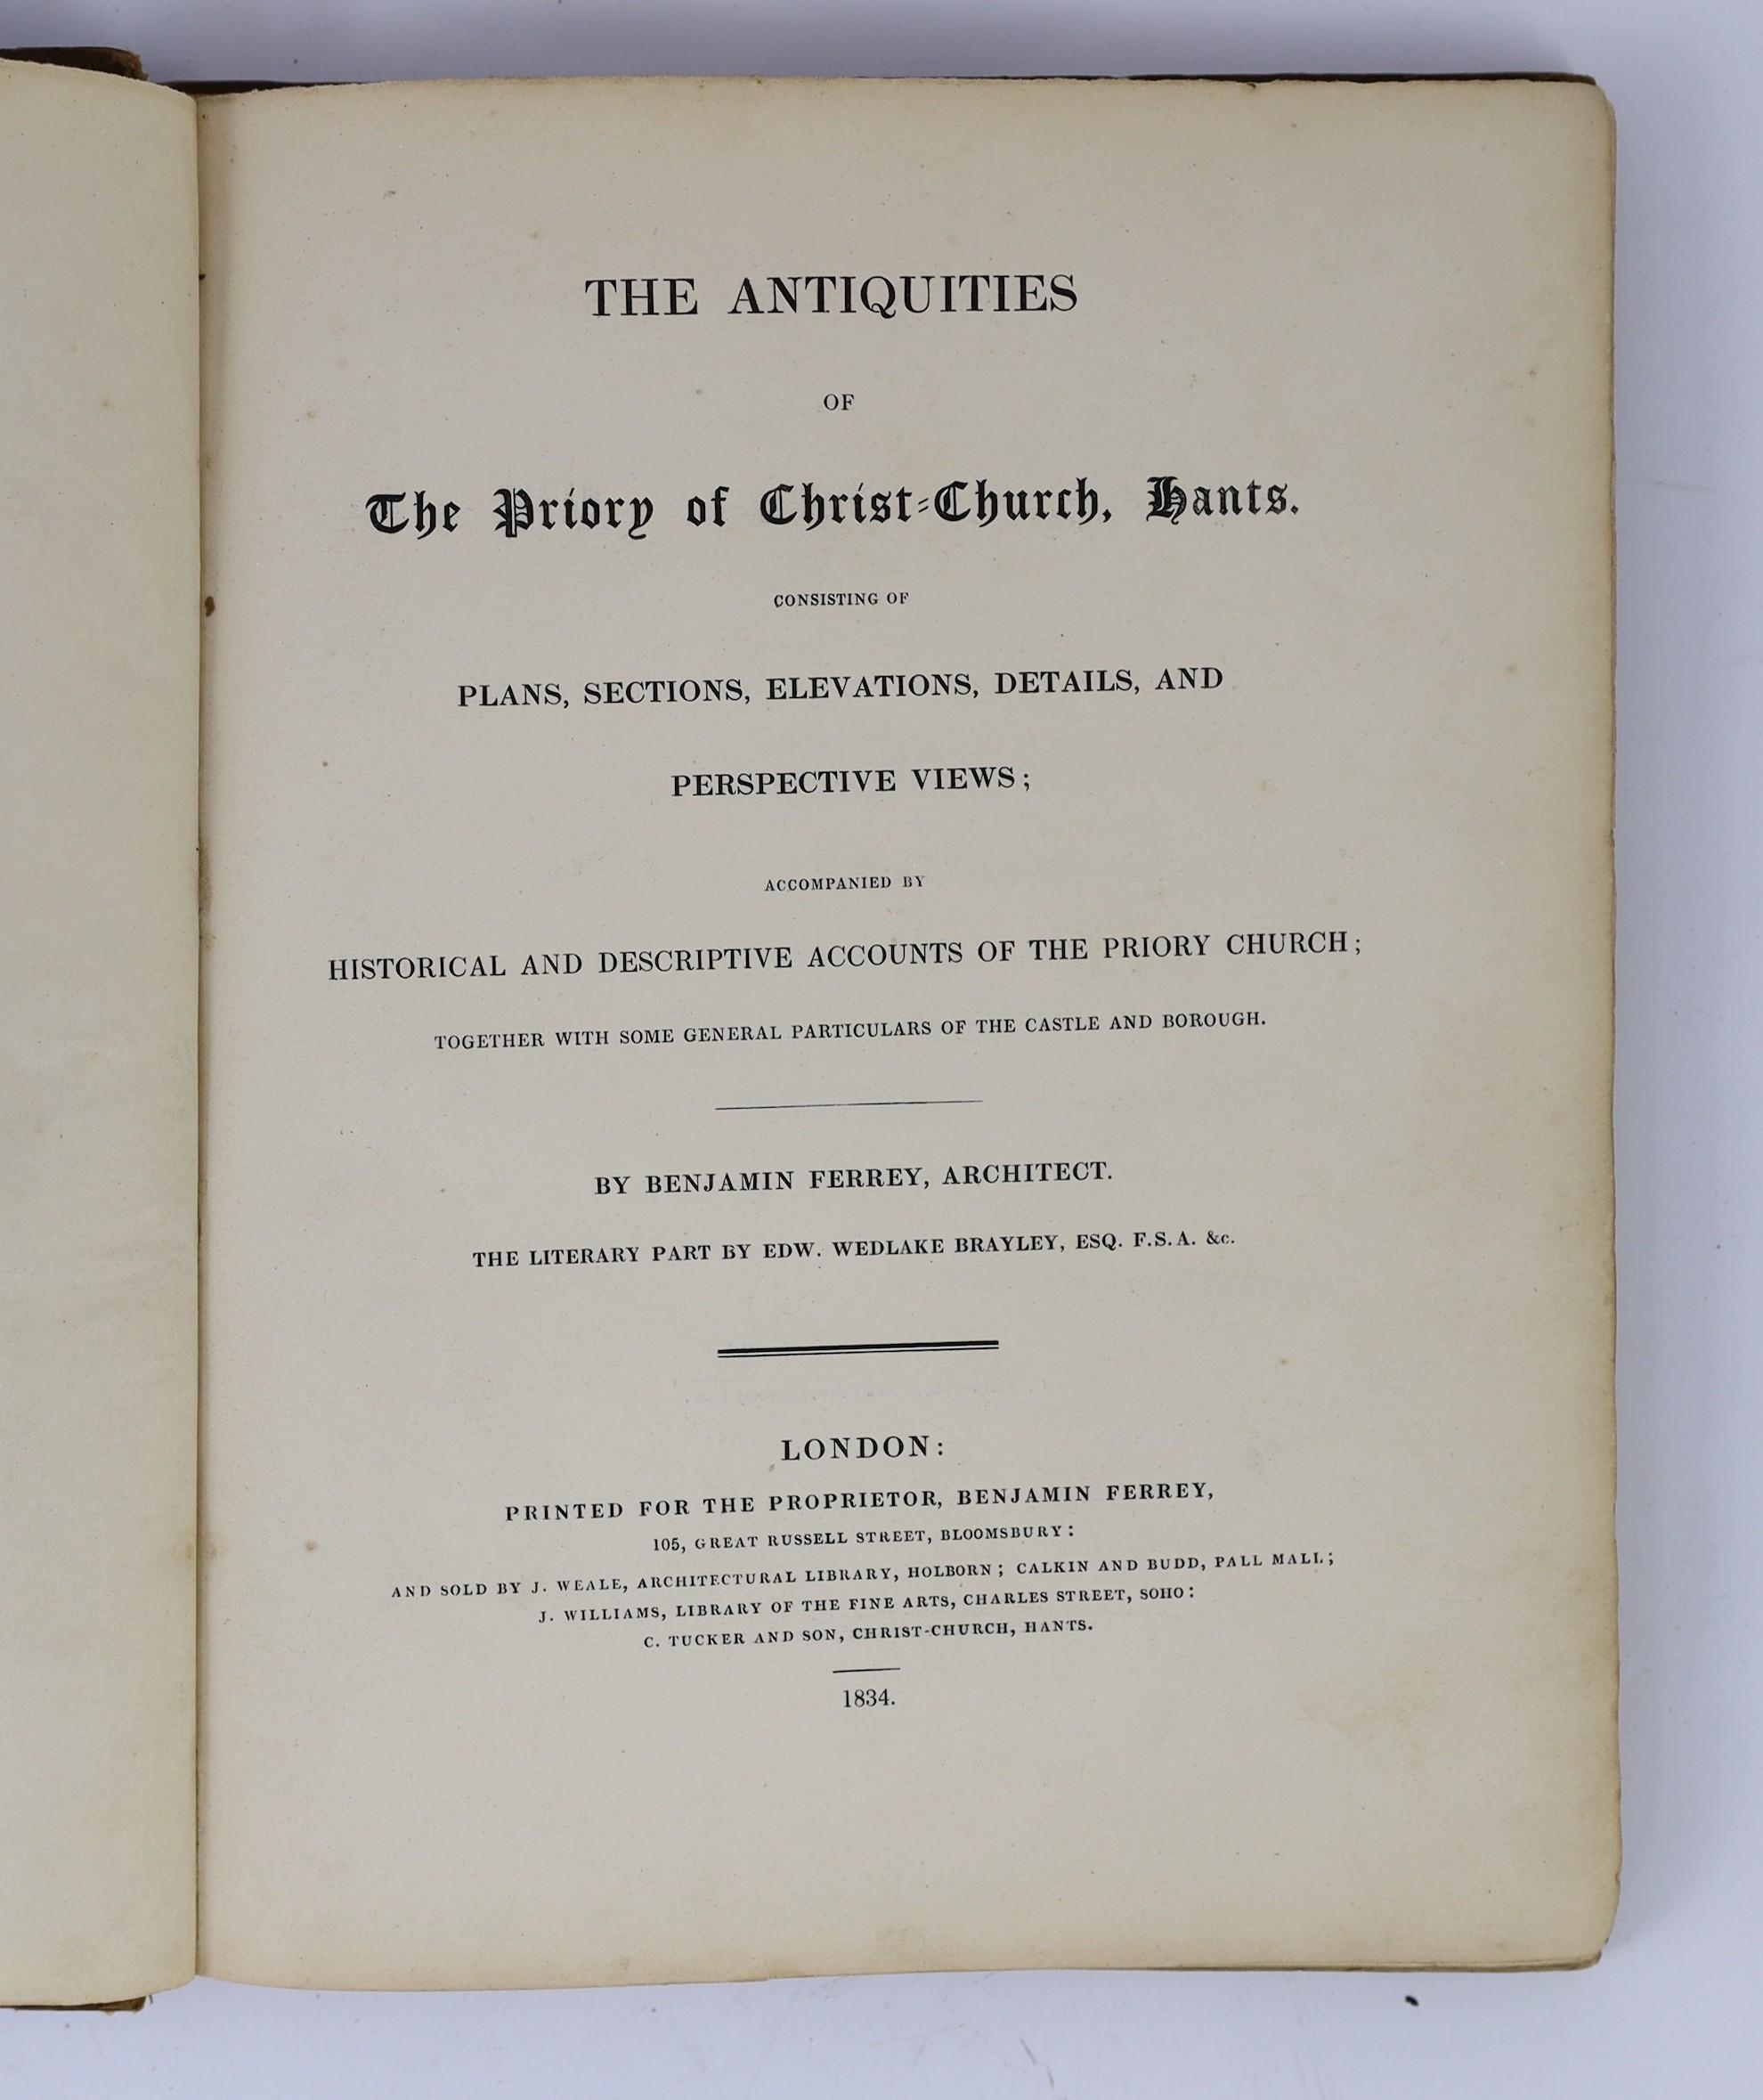 THE ANTIQUITIES
OF
The Priory of Christ-Church, Hants.
CONSISTING OF
PLANS, SECTIONS, ELEVATIONS, DETAILS, AND
PERSPECTIVE VIEWS;
ACCOMPANIED BY
HISTORICAL AND DESCRIPTIVE ACCOUNTS OF THE PRIORY CHURCH;
TOGETHER WITH SOME GENERAL PARTICULARS OF THE CASTLE AND BOROUGH.
BY BENJAMIN FERREY, ARCHITECT.
THE LITERARY PART BY EDW. WEDLAKE BRAYLEY, ESQ. F.S.A. &c.
LONDON:
PRINTED FOR THE PROPRIETOR, BENJAMIN FERREY,
105, GREAT RUSSELL STREET, BLOOMSBURY:
AND SOLD BY J. WEALE, ARCHITECTURAL LIBRARY, HOLBORN; CALKIN AND BUDD, PALL MALL;
J. WILLIAMS, LIBRARY OF THE FINE ARTS, CHARLES STREET, SOHO:
C. TUCKER AND SON, CHRIST-CHURCH, HANTS.
1834.